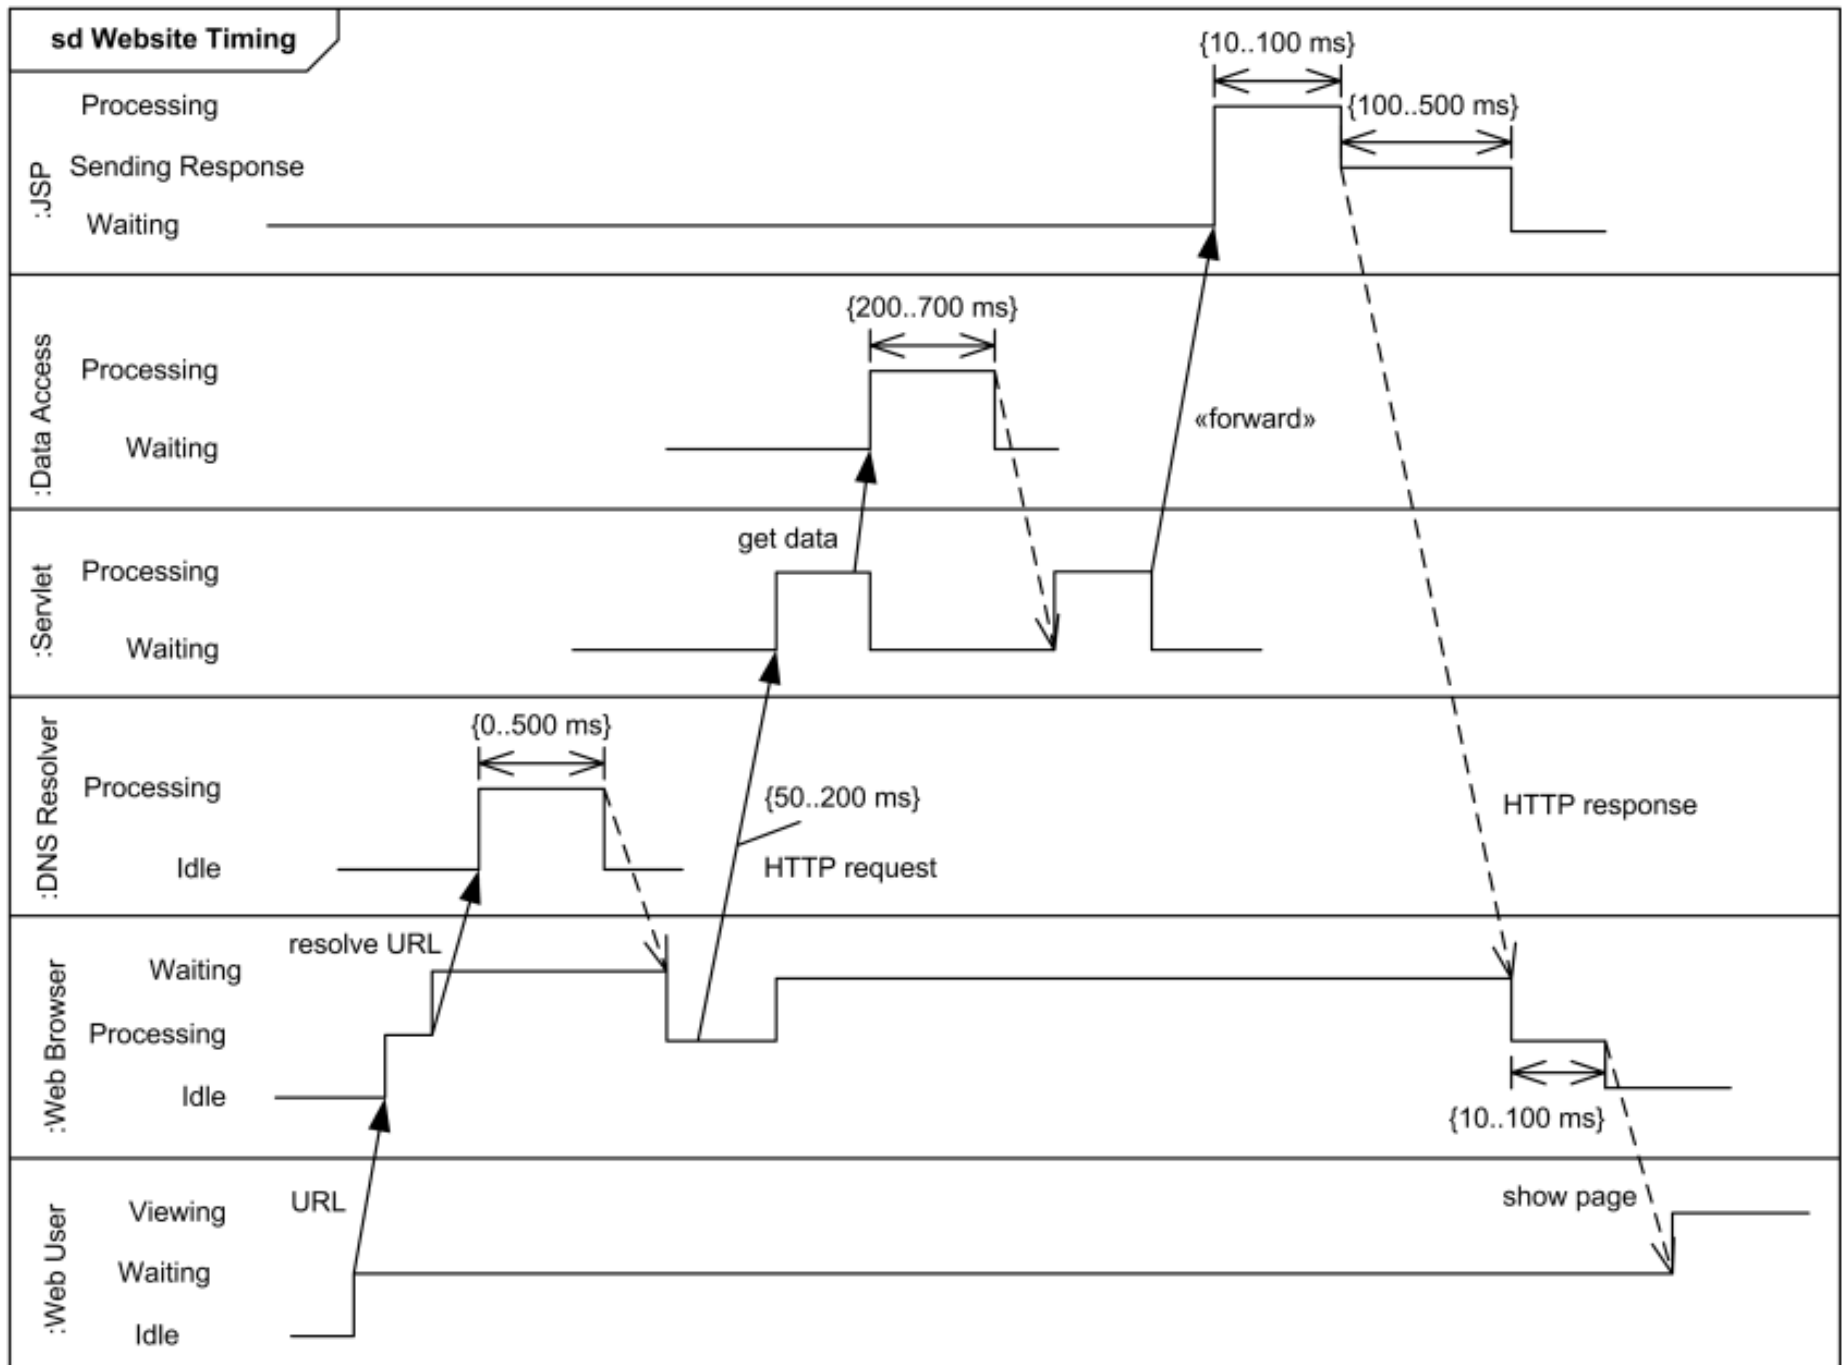 sd Website Timing
{10..100 ms}
{100..500 ms}
:JSP
Processing
Sending Response
Waiting
{200..700 ms}
:Data Access
Processing
Waiting
«forward»
get data
:Servlet
Processing
Waiting
{0..500 ms}
:DNS Resolver
Processing
Idle
{50..200 ms}
HTTP request
HTTP response
resolve URL
:Web Browser
Waiting
Processing
Idle
{10..100 ms}
:Web User
Viewing
URL
show page
Waiting
Idle